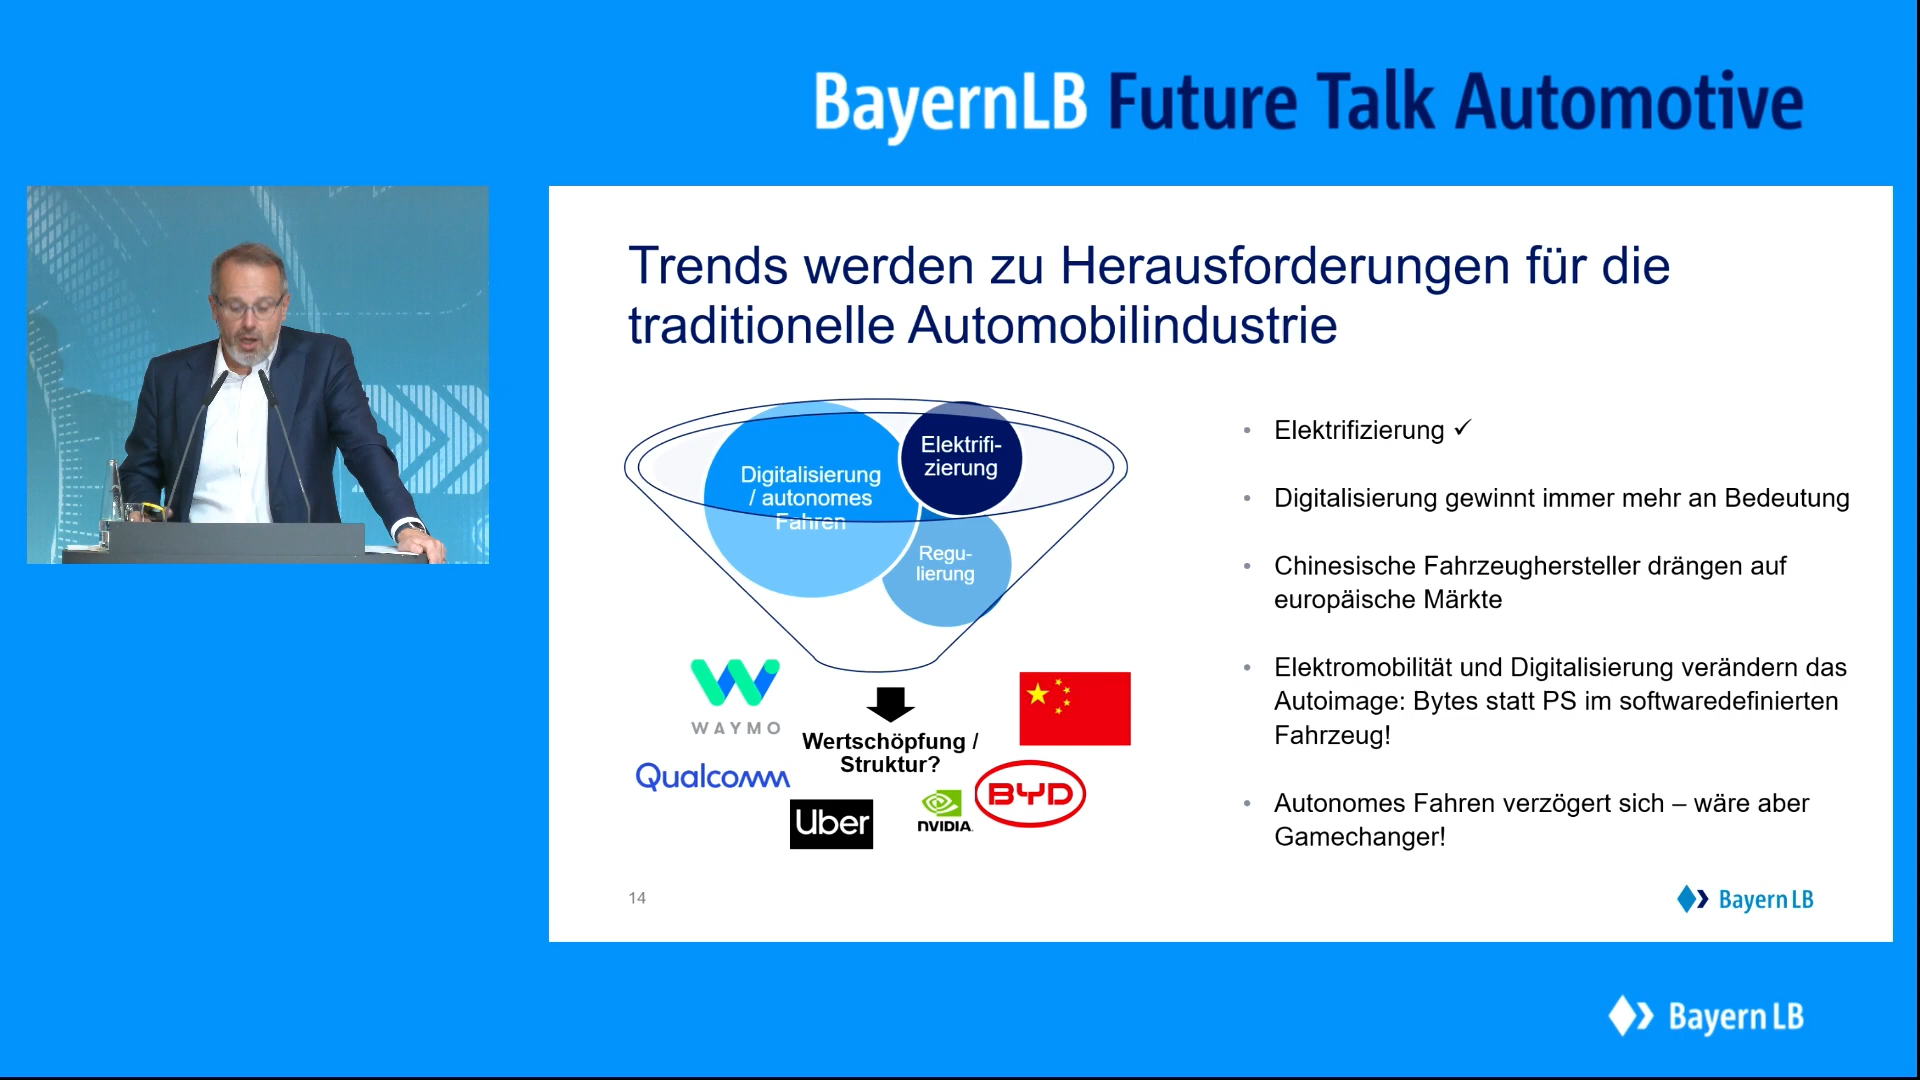 BayernLB Future Talk Automotive
Trends werden zu Herausforderungen für die
traditionelle Automobilindustrie
Digitalisierung
/ autonomes
Fahren
Elektrifi-
zierung
Regu-
lierung
WAYMO
Wertschöpfung /
Struktur?
Qualcomm
Uber
NVIDIA.
BYD
• Elektrifizierung ✓
• Digitalisierung gewinnt immer mehr an Bedeutung
• Chinesische Fahrzeughersteller drängen auf
europäische Märkte
• Elektromobilität und Digitalisierung verändern das
Autoimage: Bytes statt PS im softwaredefinierten
Fahrzeug!
• Autonomes Fahren verzögert sich – wäre aber
Gamechanger!
14
BayernLB
BayernLB